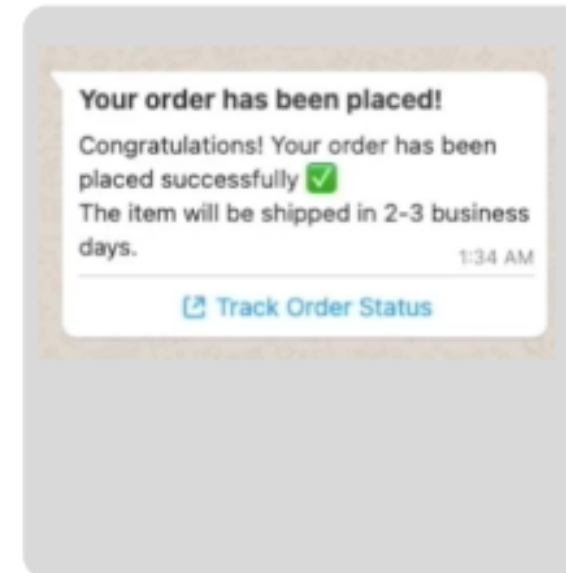 Your order has been placed!
Congratulations! Your order has been
placed successfully ✅
The item will be shipped in 2-3 business
days.
1:34 AM
Track Order Status